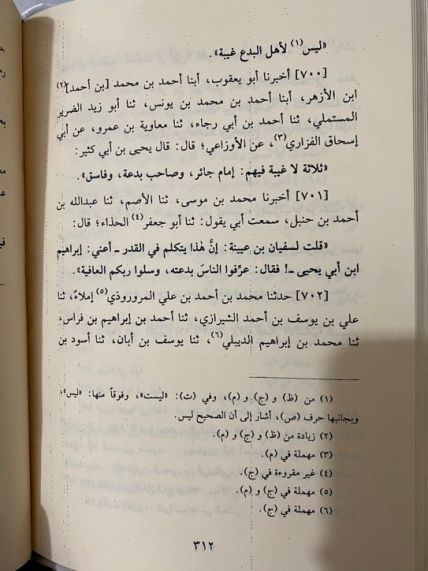 «ليس(١) لأهل البدع غيبة».
[٧٠٠] أخبرنا أبو يعقوب، أبنا أحمد بن محمد [بن أحمد](٢)
ابن الأزهر، أبنا أحمد بن محمد بن يونس، ثنا أبو زيد الضرير
المستملي، ثنا أحمد بن أبي رجاء، ثنا معاوية بن عمرو، عن أبي
إسحاق الفزاري(٣)، عن الأوزاعي؛ قال: قال يحيى بن أبي كثير:
«ثلاثة لا غيبة فيهم: إمام جائر، وصاحب بدعة، وفاسق».
[٧٠١] أخبرنا محمد بن موسى، ثنا الأصم، ثنا عبدالله بن
أحمد بن حنبل، سمعت أبي يقول: ثنا أبو جعفر(٤) الحذاء؛ قال:
«قلت لسفيان بن عيينة: إنَّ هٰذا يتكلم في القدر ـ أعني: إبراهيم
ابن أبي يحيى ـ! فقال: عرِّفوا الناسَ بدعته، وسلوا ربكم العافية».
[٧٠٢] حدثنا محمد بن أحمد بن علي المروروذي(٥) إملاءً، ثنا
علي بن يوسف بن أحمد الشيرازي، ثنا أحمد بن إبراهيم بن فراس،
ثنا محمد بن إبراهيم الديبلي(٦)، ثنا يوسف بن أبان، ثنا أسود بن
(١) من (ظ) و (ج) و (م)، وفي (ت): «ليست»، وفوقاً منها: «ليس»؛
وبجانبها حرف (ص)، أشار إلى أن الصحيح ليس.
(٢) زيادة من (ظ) و (ج) و (م).
(٣) مهملة في (م).
(٤) غير مقروءة في (ج).
(٥) مهملة في (ج) و (م).
(٦) مهملة في (ج).
٣١٢